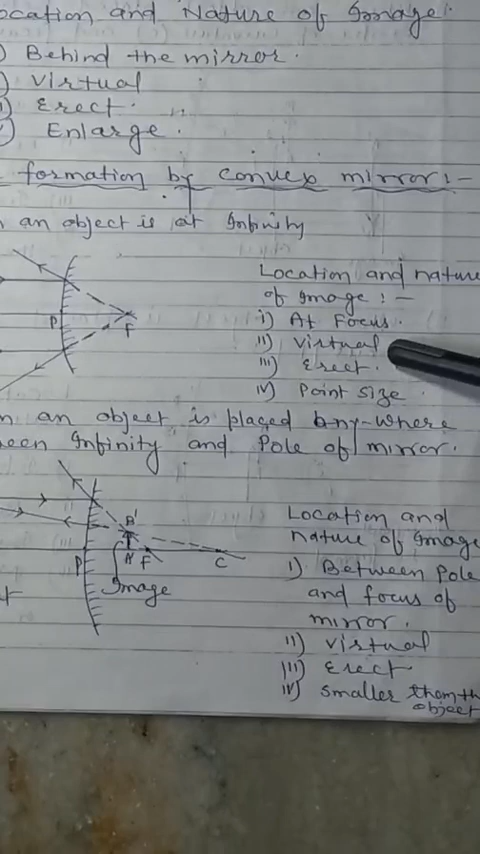 ocation and Nature of Image:
Behind the mirror.
virtual
Erect.
Enlarge.
formation by convex mirror:-
an object is at Infinity
Location and nature
of Image :-
i) At Focus.
ii) virtual
iii) Erect.
iv) Point size.
P
F
an object is placed any-where
een Infinity and Pole of mirror.
Location and
nature of Image
i) Between Pole
and focus of
mirror.
ii) virtual
iii) Erect
iv) smaller than th
object
B'
P A' F C
Image